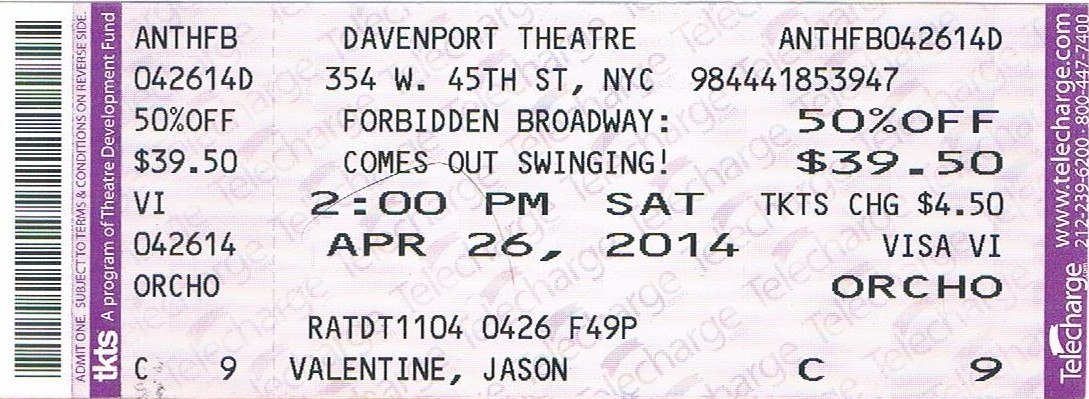 ADMIT ONE. SUBJECT TO TERMS & CONDITIONS ON REVERSE SIDE.
tkts A program of Theatre Development Fund
ANTHFB DAVENPORT THEATRE ANTHFB042614D
042614D 354 W. 45TH ST, NYC 984441853947
50%OFF FORBIDDEN BROADWAY: 50%OFF
$39.50 COMES OUT SWINGING! $39.50
VI 2:00 PM SAT TKTS CHG $4.50
042614 APR 26, 2014 VISA VI
ORCHO ORCHO
RATDT1104 0426 F49P
C 9 VALENTINE, JASON C 9
Telecharge.com www.telecharge.com
212-239-6200 · 800-447-7400